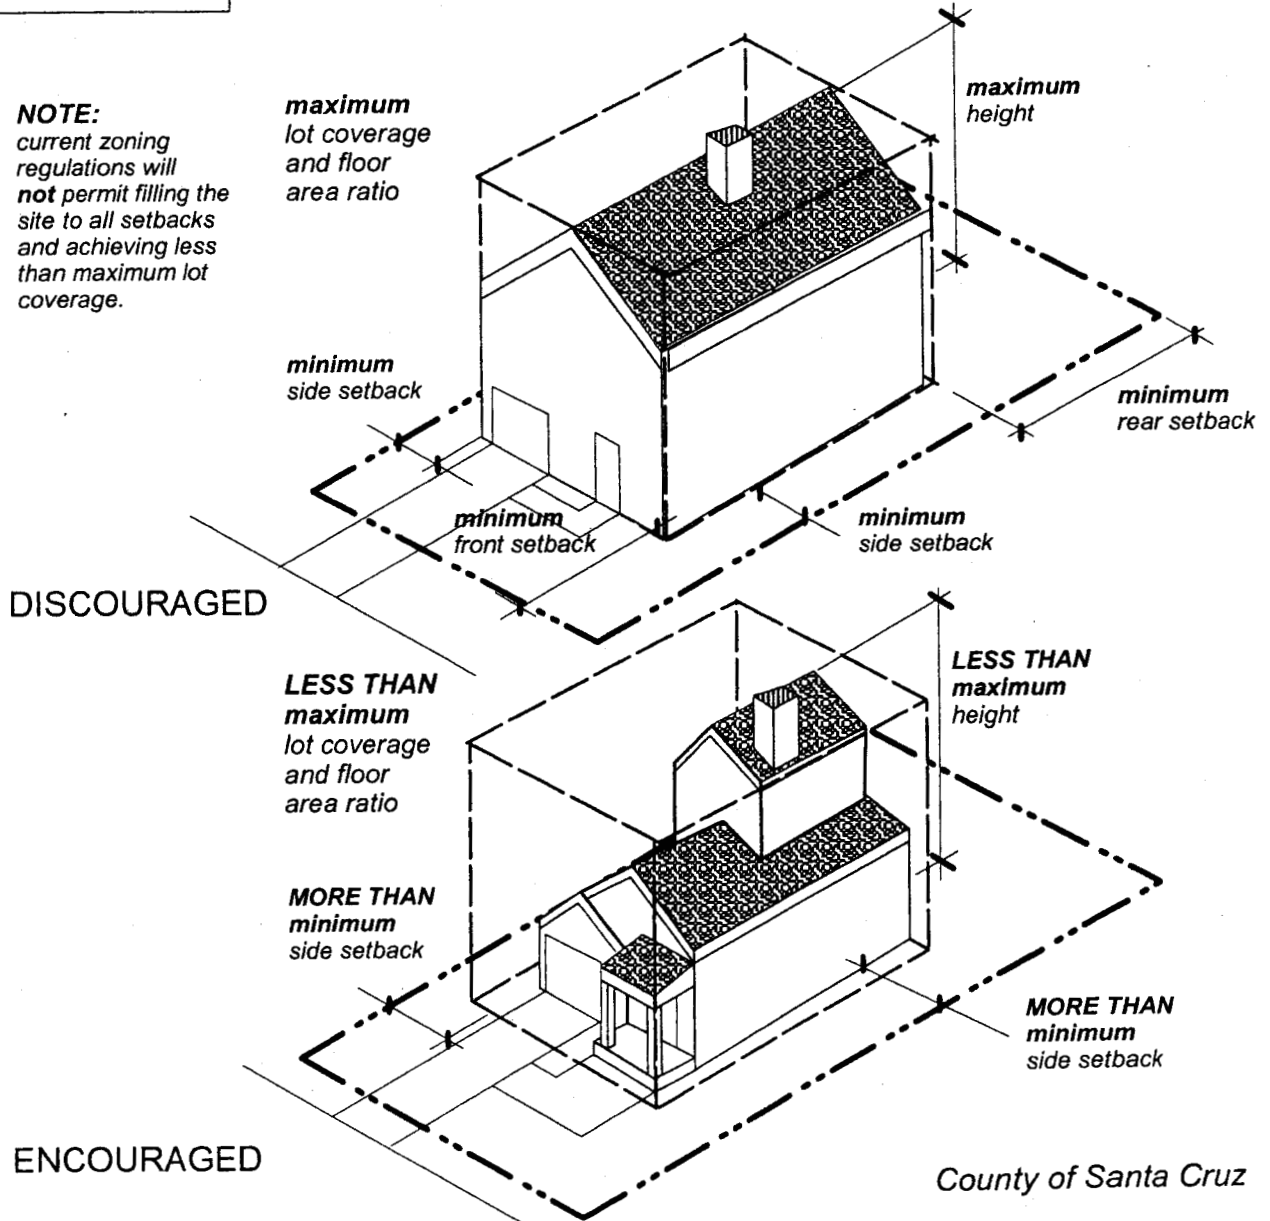 NOTE:
current zoning
regulations will
not permit filling the
site to all setbacks
and achieving less
than maximum lot
coverage.
maximum
lot coverage
and floor
area ratio
maximum
height
minimum
side setback
minimum
rear setback
minimum
front setback
minimum
side setback
DISCOURAGED
LESS THAN
maximum
lot coverage
and floor
area ratio
LESS THAN
maximum
height
MORE THAN
minimum
side setback
MORE THAN
minimum
side setback
ENCOURAGED
County of Santa Cruz